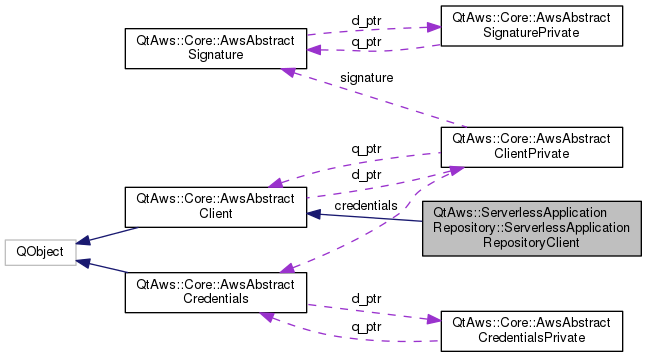 QtAws::Core::AwsAbstract
Signature
d_ptr
q_ptr
QtAws::Core::AwsAbstract
SignaturePrivate
signature
QtAws::Core::AwsAbstract
ClientPrivate
q_ptr
d_ptr
QtAws::Core::AwsAbstract
Client
credentials
QtAws::ServerlessApplication
Repository::ServerlessApplication
RepositoryClient
QObject
QtAws::Core::AwsAbstract
Credentials
d_ptr
q_ptr
QtAws::Core::AwsAbstract
CredentialsPrivate